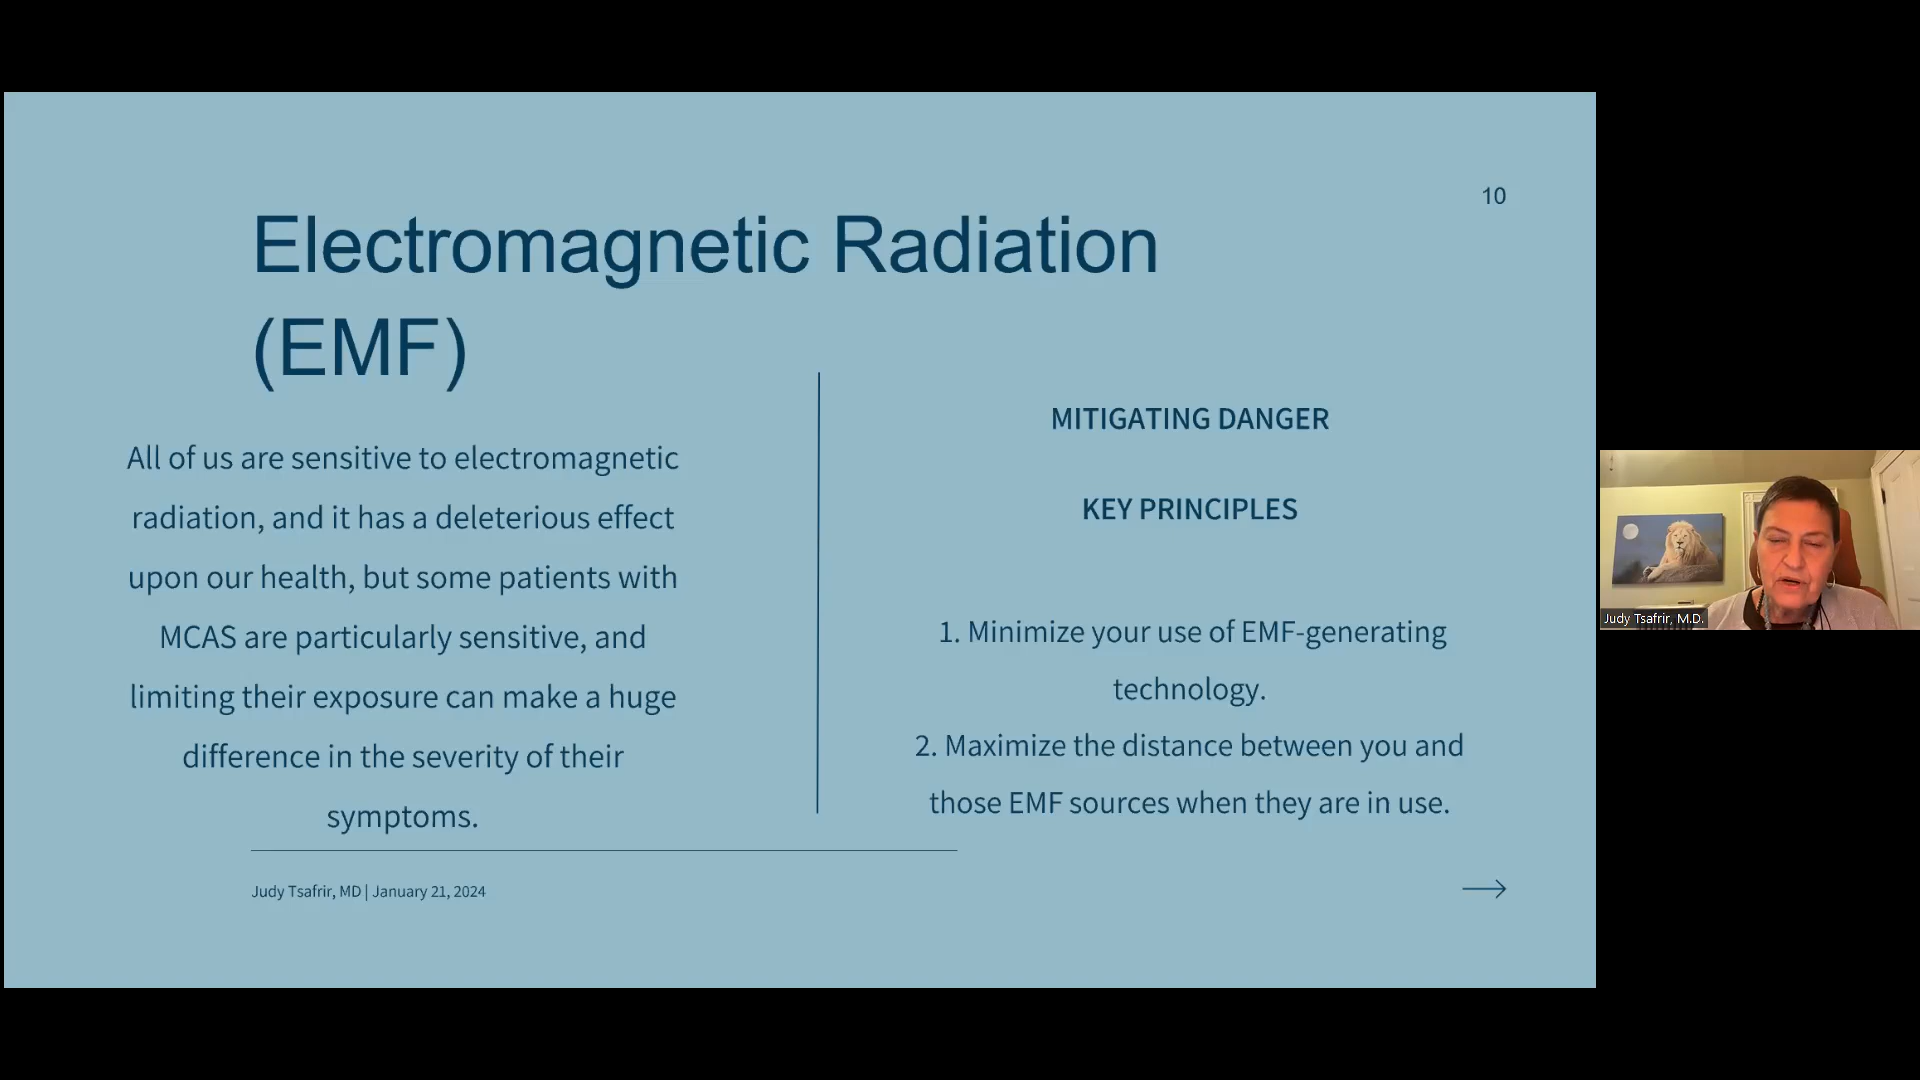 10
Electromagnetic Radiation
(EMF)
All of us are sensitive to electromagnetic
radiation, and it has a deleterious effect
upon our health, but some patients with
MCAS are particularly sensitive, and
limiting their exposure can make a huge
difference in the severity of their
symptoms.
MITIGATING DANGER
KEY PRINCIPLES
1. Minimize your use of EMF-generating
technology.
2. Maximize the distance between you and
those EMF sources when they are in use.
Judy Tsafrir, MD | January 21, 2024
Judy Tsafrir, M.D.